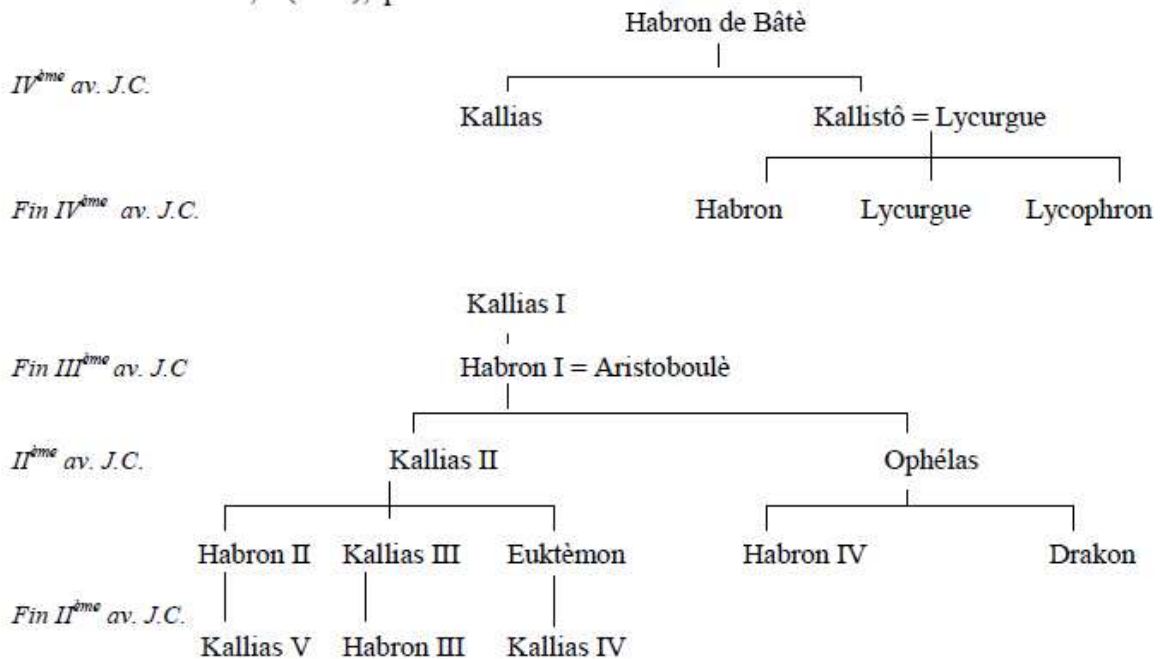 Habron de Bâtè
IVème av. J.C.
Kallias Kallistô = Lycurgue
Fin IVème av. J.C. Habron Lycurgue Lycophron
Kallias I
Fin IIIème av. J.C Habron I = Aristoboulè
IIème av. J.C. Kallias II Ophélas
Habron II Kallias III Euktèmon Habron IV Drakon
Fin IIème av. J.C.
Kallias V Habron III Kallias IV